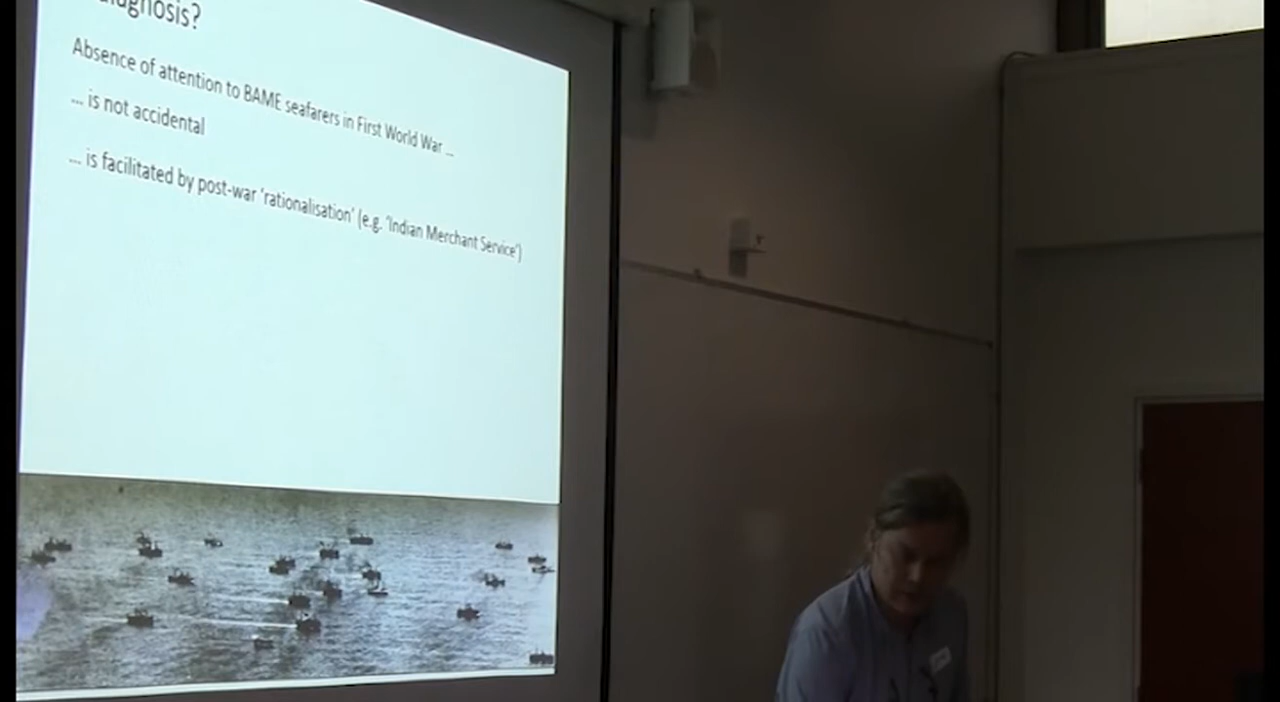 diagnosis?
Absence of attention to BAME seafarers in First World War ...
... is not accidental
... is facilitated by post-war 'rationalisation' (e.g. 'Indian Merchant Service')